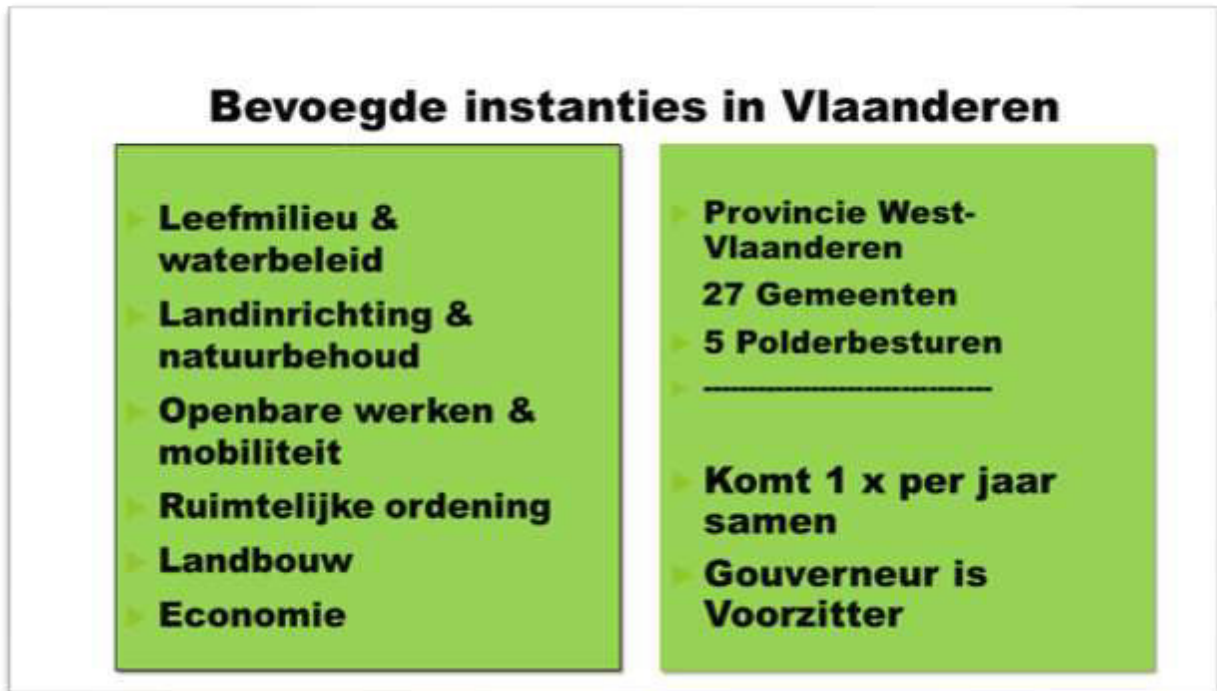 Bevoegde instanties in Vlaanderen
Leefmilieu &
waterbeleid
Landinrichting &
natuurbehoud
Openbare werken &
mobiliteit
Ruimtelijke ordening
Landbouw
Economie
Provincie West-
Vlaanderen
27 Gemeenten
5 Polderbesturen
--------------------------------
Komt 1 x per jaar
samen
Gouverneur is
Voorzitter